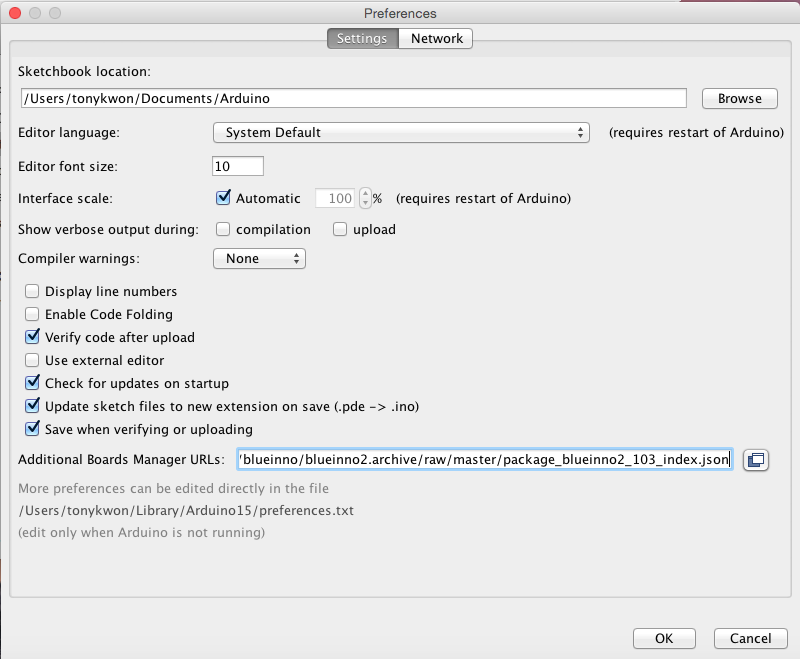 Preferences
Settings Network
Sketchbook location:
/Users/tonykwon/Documents/Arduino Browse
Editor language: System Default (requires restart of Arduino)
Editor font size: 10
Interface scale: Automatic 100 % (requires restart of Arduino)
Show verbose output during: compilation upload
Compiler warnings: None
Display line numbers
Enable Code Folding
Verify code after upload
Use external editor
Check for updates on startup
Update sketch files to new extension on save (.pde -> .ino)
Save when verifying or uploading
Additional Boards Manager URLs: /blueinno/blueinno2.archive/raw/master/package_blueinno2_103_index.json
More preferences can be edited directly in the file
/Users/tonykwon/Library/Arduino15/preferences.txt
(edit only when Arduino is not running)
OK Cancel